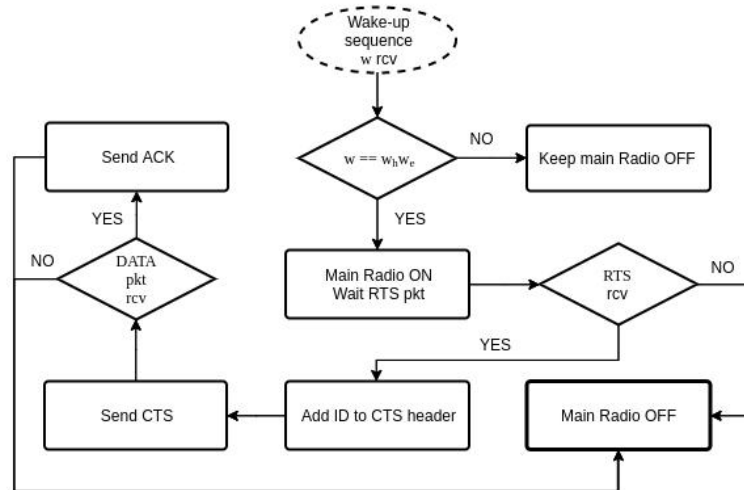 Wake-up
sequence
w rcv
w == wₕwₑ
NO
Keep main Radio OFF
YES
Send ACK
YES
NO
DATA
pkt
rcv
Main Radio ON
Wait RTS pkt
RTS
rcv
NO
YES
Send CTS
Add ID to CTS header
Main Radio OFF